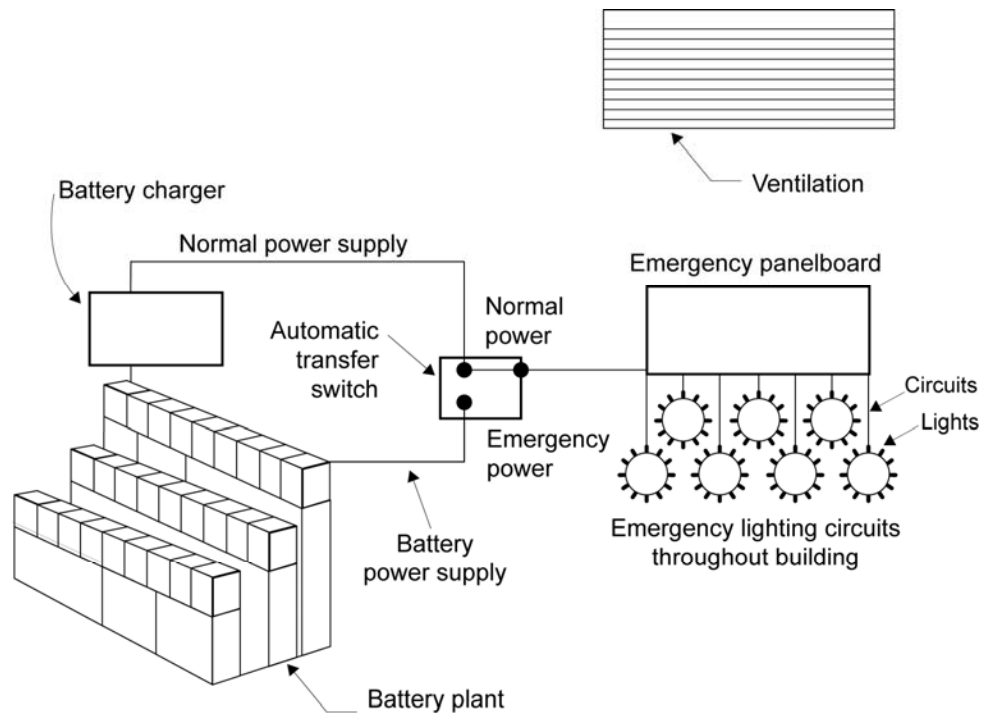 Ventilation
Battery charger
Normal power supply
Emergency panelboard
Normal
power
Automatic
transfer
switch
Circuits
Lights
Emergency
power
Emergency lighting circuits
throughout building
Battery
power supply
Battery plant